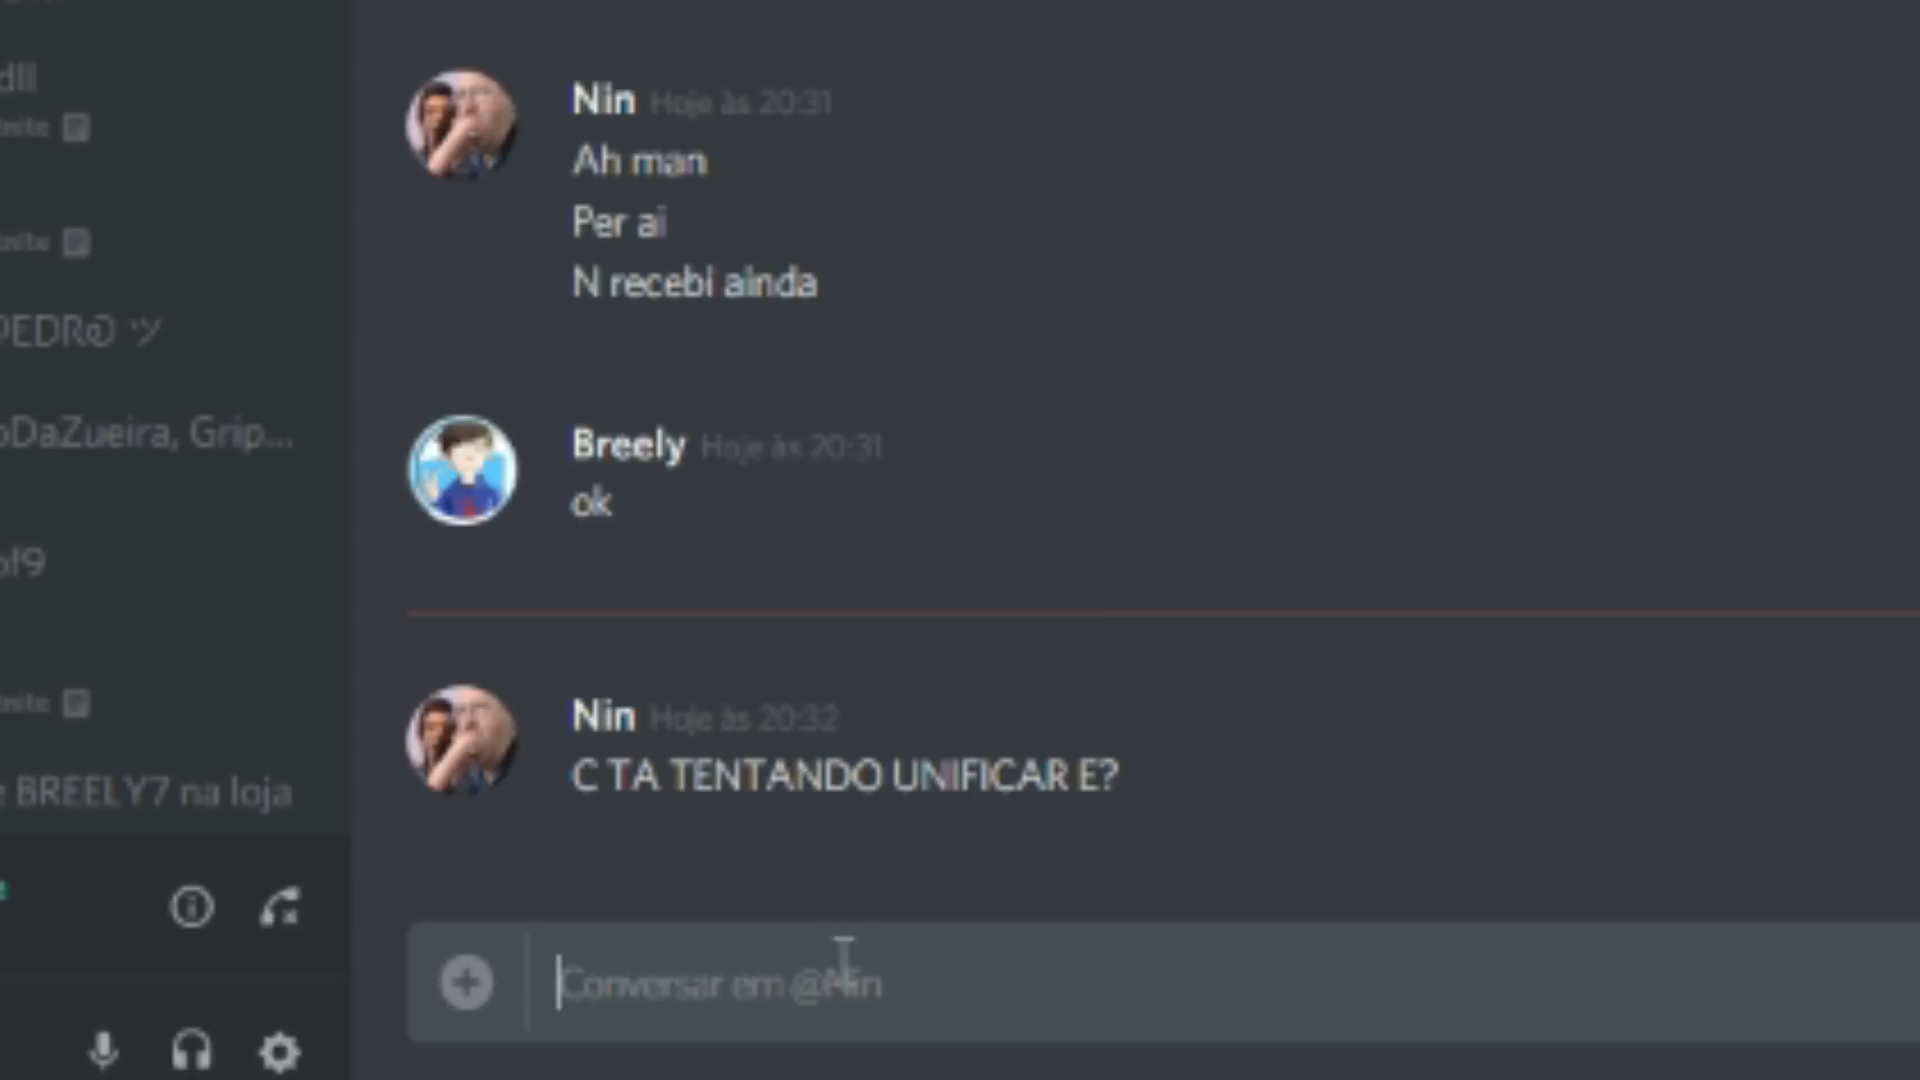 dll
Nin Hoje às 20:31
Ah man
Per ai
N recebi ainda
PEDRO ツ
oDaZueira, Grip...
Breely Hoje às 20:31
ok
of9
Nin Hoje às 20:32
C TA TENTANDO UNIFICAR E?
e BREELY7 na loja
Conversar em @Nin